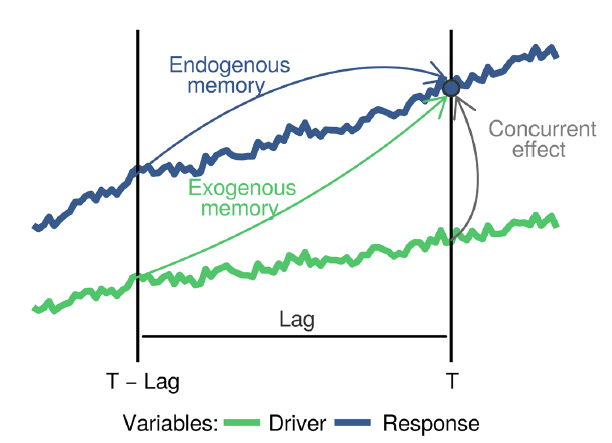 Endogenous
memory
Concurrent
effect
Exogenous
memory
Lag
T − Lag
T
Variables: Driver Response